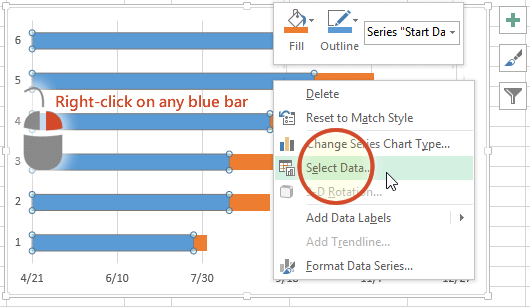 Fill
Outline
Series "Start Da
6
5
4
3
2
1
Right-click on any blue bar
Delete
Reset to Match Style
Change Series Chart Type...
Select Data...
3-D Rotation...
Add Data Labels
Add Trendline...
Format Data Series...
4/21
6/10
7/30
9/18
11/7
12/27